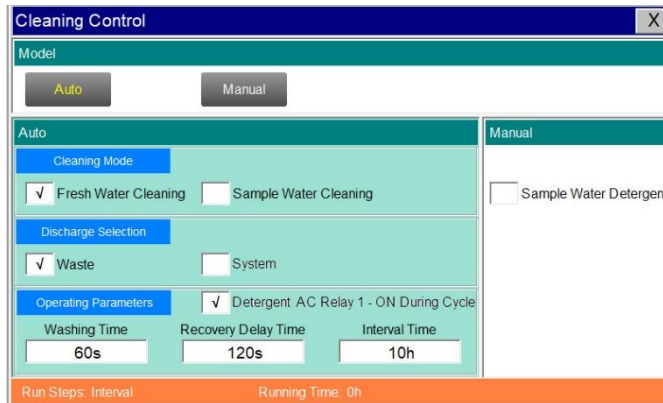 Cleaning Control X
Model
Auto Manual
Auto
Cleaning Mode
√ Fresh Water Cleaning Sample Water Cleaning
Discharge Selection
√ Waste System
Operating Parameters √ Detergent AC Relay 1 - ON During Cycle
Washing Time Recovery Delay Time Interval Time
60s 120s 10h
Manual
Sample Water Detergen
Run Steps: Interval Running Time: 0h